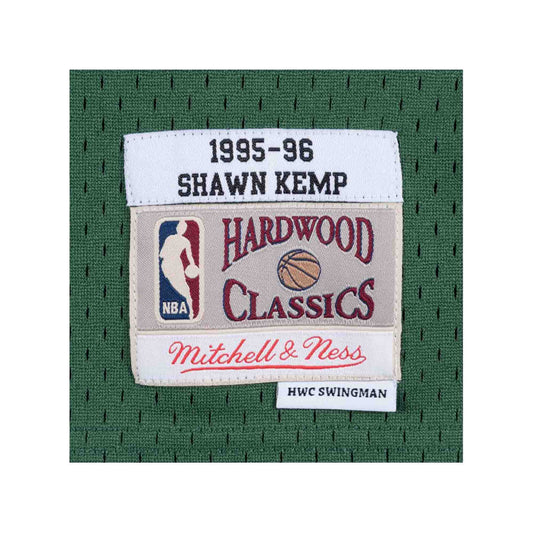 1995-96
SHAWN KEMP
HARDWOOD
CLASSICS
NBA
Mitchell & Ness
HWC SWINGMAN